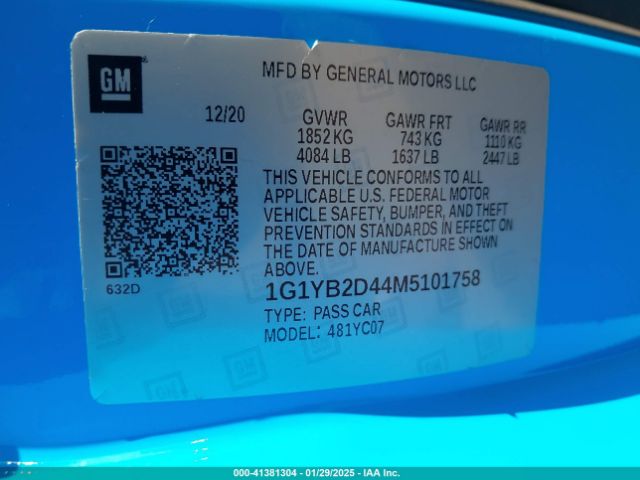 GM
MFD BY GENERAL MOTORS LLC
12/20 GVWR GAWR FRT GAWR RR
1852 KG 743 KG 1110 KG
4084 LB 1637 LB 2447 LB
THIS VEHICLE CONFORMS TO ALL
APPLICABLE U.S. FEDERAL MOTOR
VEHICLE SAFETY, BUMPER, AND THEFT
PREVENTION STANDARDS IN EFFECT ON
THE DATE OF MANUFACTURE SHOWN
ABOVE.
632D
1G1YB2D44M5101758
TYPE: PASS CAR
MODEL: 481YC07
000-41381304 - 01/29/2025 - IAA Inc.